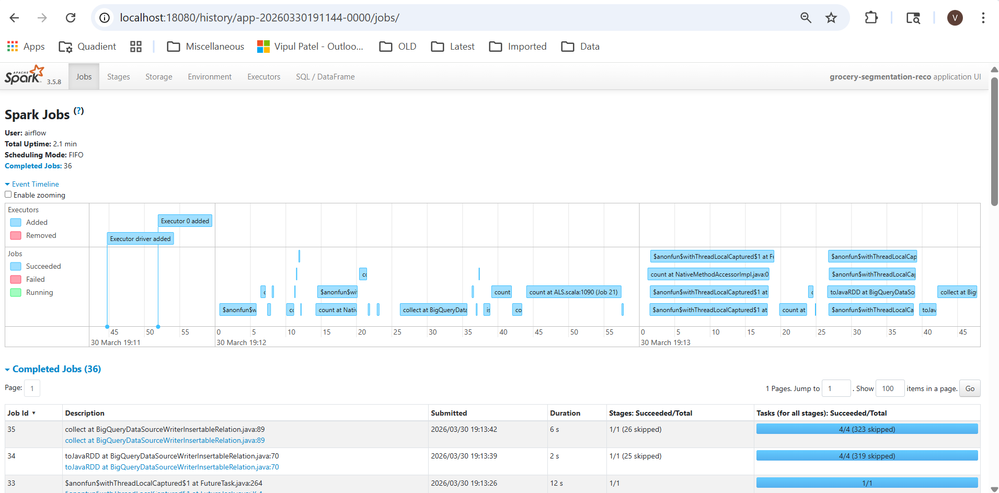 localhost:18080/history/app-20260330191144-0000/jobs/
V
Apps
Quadient
Miscellaneous
Vipul Patel - Outloo...
OLD
Latest
Imported
Data
APACHE
Spark
3.5.8
Jobs
Stages
Storage
Environment
Executors
SQL / DataFrame
grocery-segmentation-reco application UI
Spark Jobs (?)
User: airflow
Total Uptime: 2.1 min
Scheduling Mode: FIFO
Completed Jobs: 36
Event Timeline
Enable zooming
Executors
Added
Removed
Executor 0 added
Executor driver added
Jobs
Succeeded
Failed
Running
$anonfun$withThreadLocalCaptured$1 at Fu
$anonfun$withThreadLocalCap
cc
count at NativeMethodAccessorImpl.java:0
$anonfun$withThreadLocalCap
c
$anonfun$wit
count
count at ALS.scala:1090 (Job 21)
$anonfun$withThreadLocalCaptured$1 at
c
toJavaRDD at BigQueryDataSo
collect at Big
$anonfun$w
cc
count at Nativ
collect at BigQueryData
is
co
$anonfun$withThreadLocalCaptured$1 at
count at
$anonfun$withThreadLocalCa
toJav
45 50 55 0 5 10 15 20 25 30 35 40 45 50 55 0 5 10 15 20 25 30 35 40 45
30 March 19:11 30 March 19:12 30 March 19:13
Completed Jobs (36)
Page: 1
1 Pages. Jump to 1 . Show 100 items in a page. Go
Job Id Description Submitted Duration Stages: Succeeded/Total Tasks (for all stages): Succeeded/Total
35 collect at BigQueryDataSourceWriterInsertableRelation.java:89 2026/03/30 19:13:42 6 s 1/1 (26 skipped) 4/4 (323 skipped)
collect at BigQueryDataSourceWriterInsertableRelation.java:89
34 toJavaRDD at BigQueryDataSourceWriterInsertableRelation.java:70 2026/03/30 19:13:39 2 s 1/1 (25 skipped) 4/4 (319 skipped)
toJavaRDD at BigQueryDataSourceWriterInsertableRelation.java:70
33 $anonfun$withThreadLocalCaptured$1 at FutureTask.java:264 2026/03/30 19:13:26 12 s 1/1 1/1